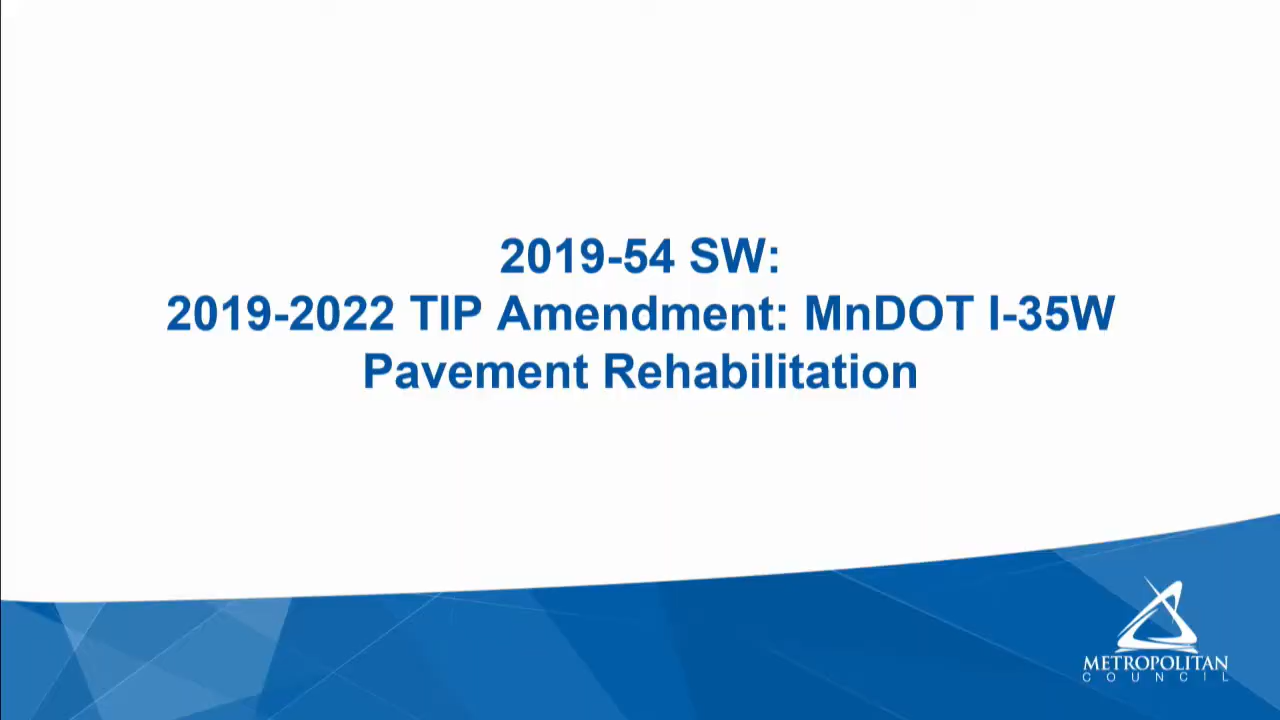 2019-54 SW:
2019-2022 TIP Amendment: MnDOT I-35W
Pavement Rehabilitation
METROPOLITAN
COUNCIL